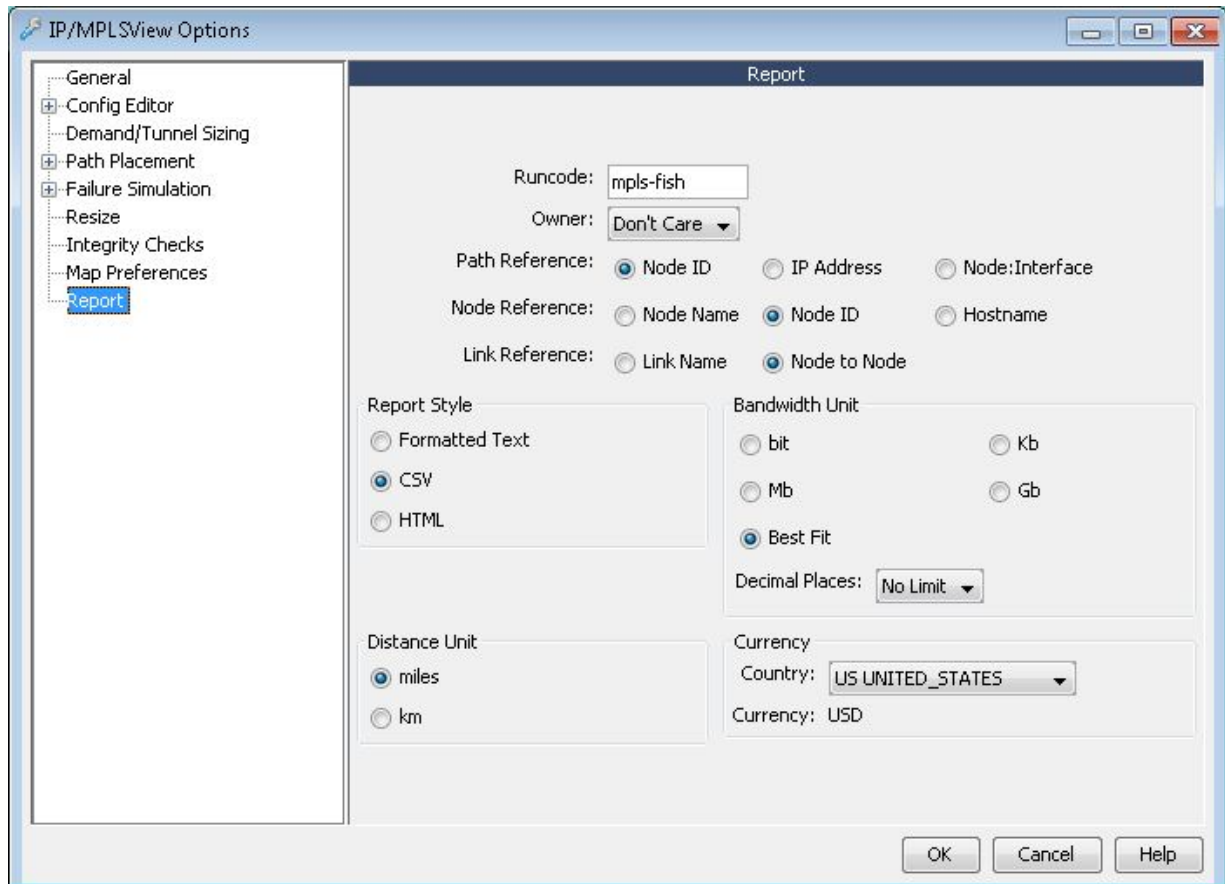 IP/MPLSView Options
General
Config Editor
Demand/Tunnel Sizing
Path Placement
Failure Simulation
Resize
Integrity Checks
Map Preferences
Report
Report
Runcode: mpls-fish
Owner: Don't Care
Path Reference: Node ID IP Address Node:Interface
Node Reference: Node Name Node ID Hostname
Link Reference: Link Name Node to Node
Report Style
Formatted Text
CSV
HTML
Bandwidth Unit
bit Kb
Mb Gb
Best Fit
Decimal Places: No Limit
Distance Unit
miles
km
Currency
Country: US UNITED_STATES
Currency: USD
OK Cancel Help